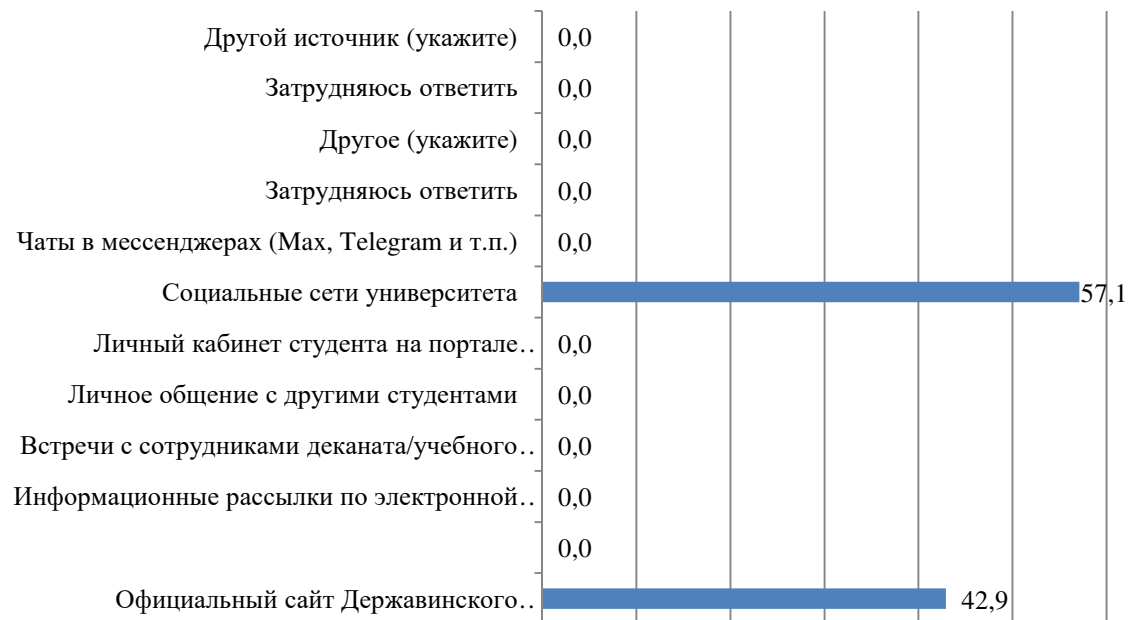 Другой источник (укажите) 0,0
Затрудняюсь ответить 0,0
Другое (укажите) 0,0
Затрудняюсь ответить 0,0
Чаты в мессенджерах (Max, Telegram и т.п.) 0,0
Социальные сети университета 57,1
Личный кабинет студента на портале.. 0,0
Личное общение с другими студентами 0,0
Встречи с сотрудниками деканата/учебного.. 0,0
Информационные рассылки по электронной.. 0,0
0,0
Официальный сайт Державинского.. 42,9